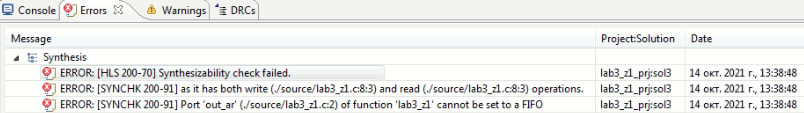 Console Errors Warnings DRCs
Message Project:Solution Date
Synthesis
ERROR: [HLS 200-70] Synthesizability check failed. lab3_z1_prj:sol3 14 окт. 2021 г., 13:38:48
ERROR: [SYNCHK 200-91] as it has both write (./source/lab3_z1.c:8:3) and read (./source/lab3_z1.c:8:3) operations. lab3_z1_prj:sol3 14 окт. 2021 г., 13:38:48
ERROR: [SYNCHK 200-91] Port 'out_ar' (./source/lab3_z1.c:2) of function 'lab3_z1' cannot be set to a FIFO lab3_z1_prj:sol3 14 окт. 2021 г., 13:38:48